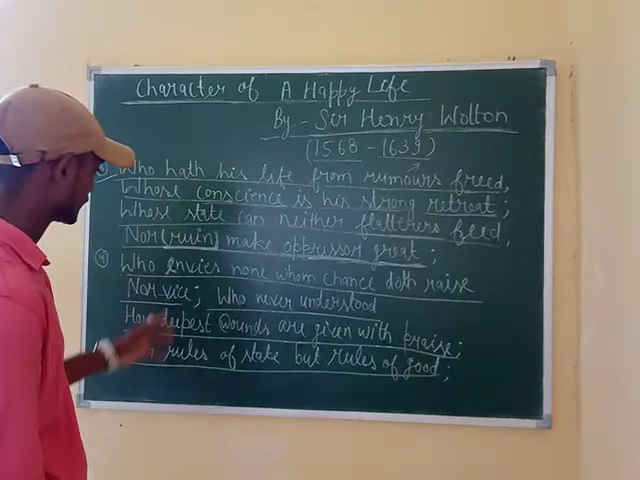 Character of A Happy Life
By - Sir Henry Wolton
(1568 - 1639)
③ Who hath his life from rumours freed,
Whose conscience is his strong retreat;
Whose state can neither flatterers feed,
Nor (ruin) make oppressor great;
④ Who envies none whom chance doth raise
Nor vice; Who never understood
How deepest wounds are given with praise;
rules of state but rules of good;